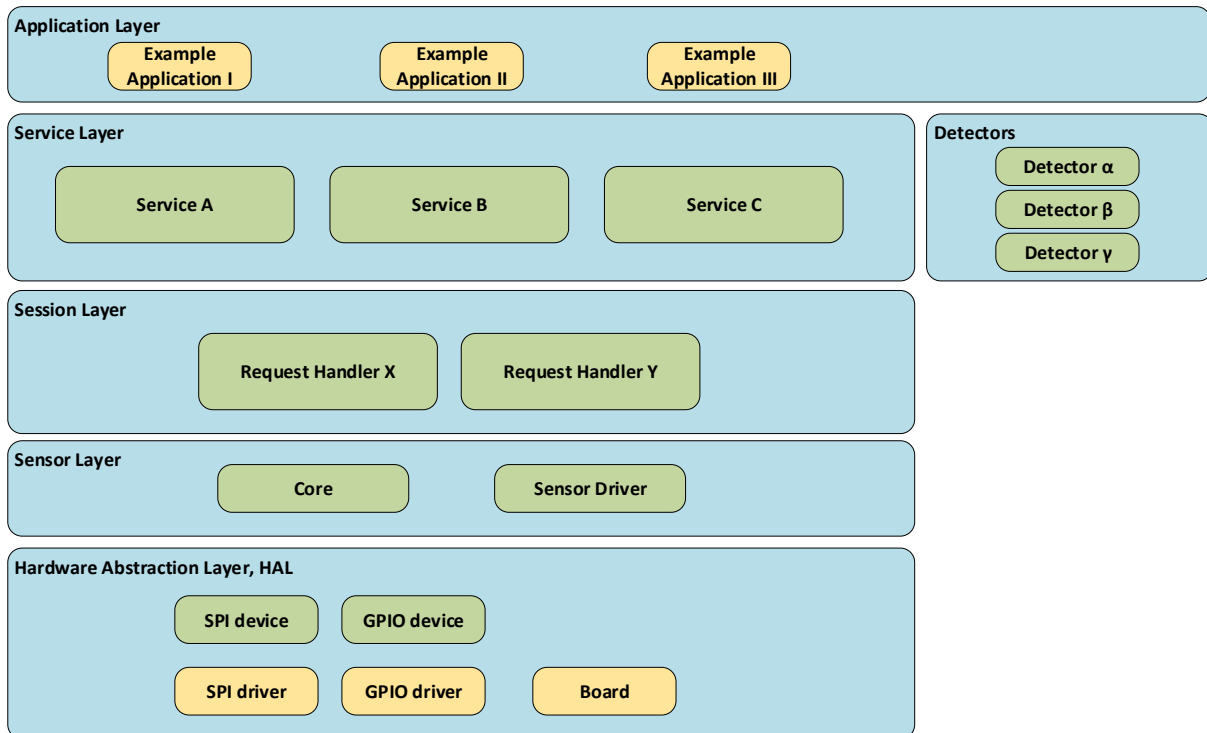 Application Layer
Example
Application I
Example
Application II
Example
Application III
Service Layer
Service A
Service B
Service C
Detectors
Detector α
Detector β
Detector γ
Session Layer
Request Handler X
Request Handler Y
Sensor Layer
Core
Sensor Driver
Hardware Abstraction Layer, HAL
SPI device
GPIO device
SPI driver
GPIO driver
Board